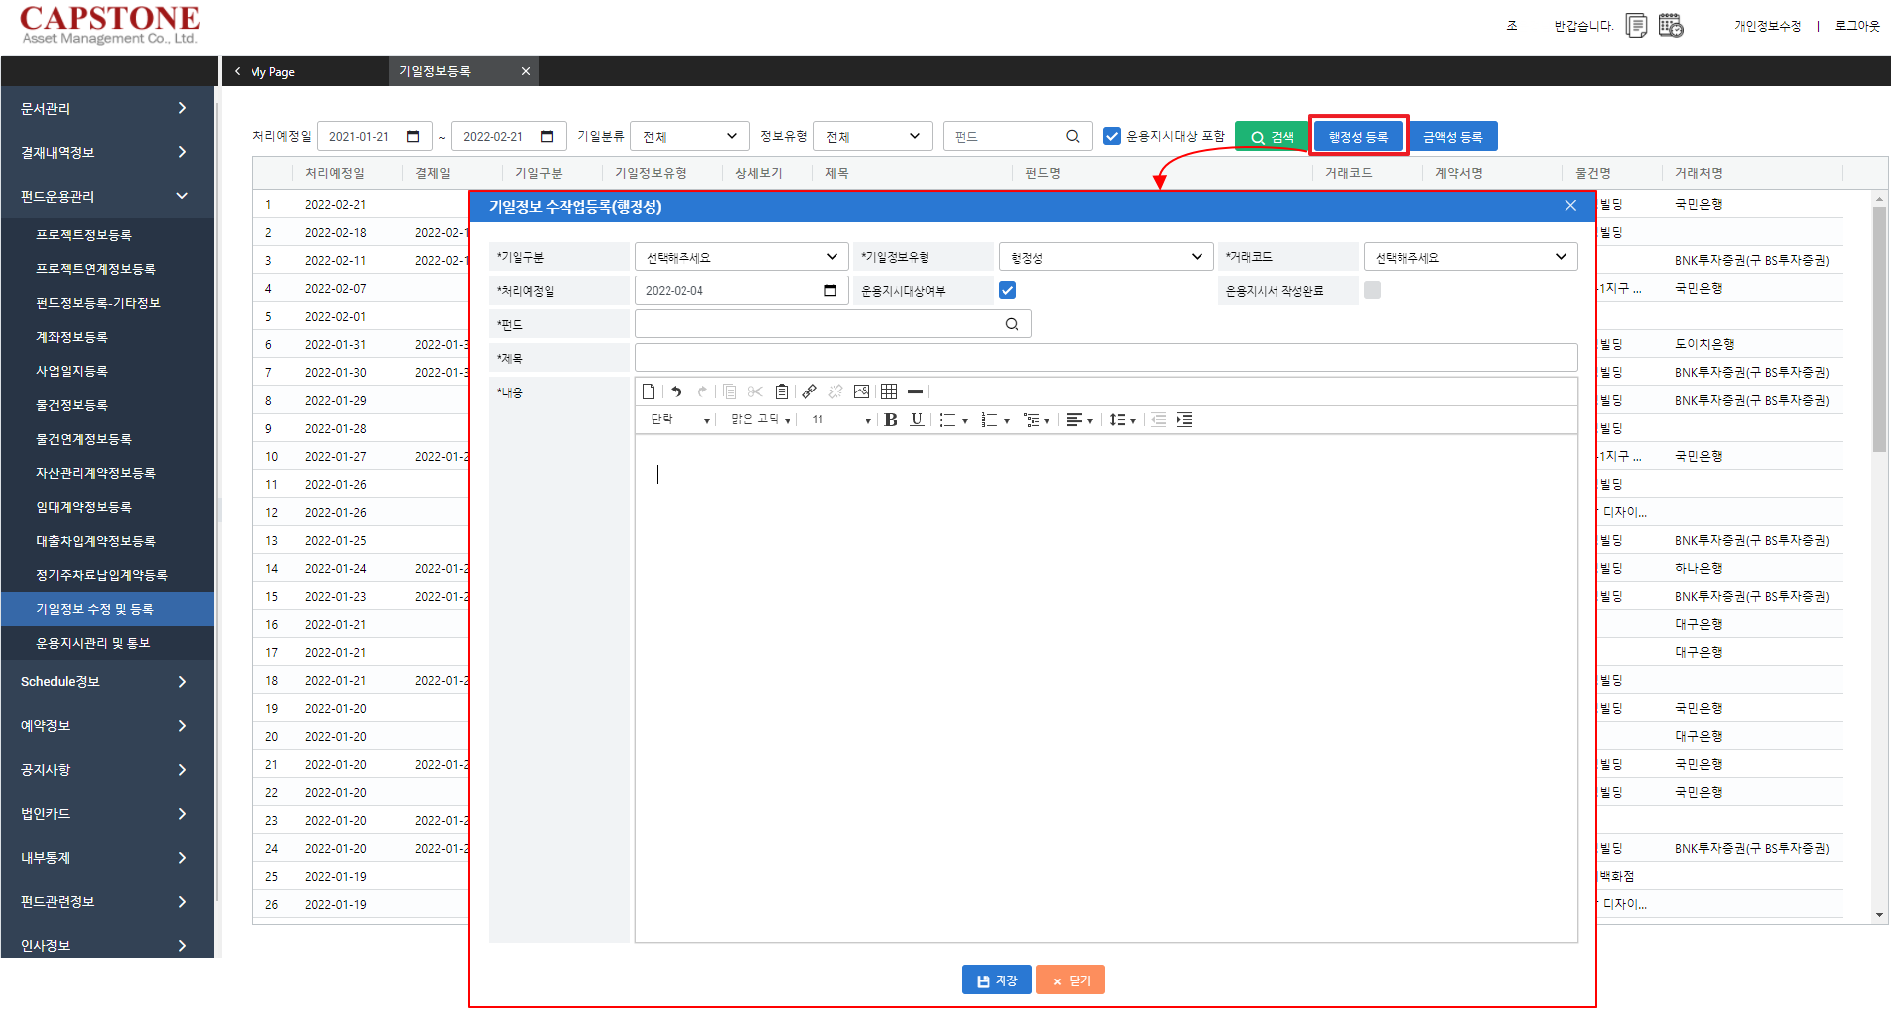 CAPSTONE
Asset Management Co., Ltd.
조 반갑습니다. 개인정보수정 | 로그아웃
My Page 기일정보등록
문서관리
결재내역정보
펀드운용관리
프로젝트정보등록
프로젝트연계정보등록
펀드정보등록-기타정보
계좌정보등록
사업일지등록
물건정보등록
물건연계정보등록
자산관리계약정보등록
임대계약정보등록
대출차입계약정보등록
정기주차료납입계약등록
기일정보 수정 및 등록
운용지시관리 및 통보
Schedule정보
예약정보
공지사항
법인카드
내부통제
펀드관련정보
인사정보
처리예정일 2021-01-21 ~ 2022-02-21 기일분류 전체 정보유형 전체 펀드 운용지시대상 포함 검색 행정성 등록 금액성 등록
처리예정일 결제일 기일구분 기일정보유형 상세보기 제목 펀드명 거래코드 계약서명 물건명 거래처명
1 2022-02-21 빌딩 국민은행
2 2022-02-18 2022-02-1 빌딩
3 2022-02-11 2022-02-1 BNK투자증권(구 BS투자증권)
4 2022-02-07 -1지구 ... 국민은행
5 2022-02-01
6 2022-01-31 2022-01-3 빌딩 도이치은행
7 2022-01-30 2022-01-3 빌딩 BNK투자증권(구 BS투자증권)
8 2022-01-29 빌딩 BNK투자증권(구 BS투자증권)
9 2022-01-28 빌딩
10 2022-01-27 2022-01-2 -1지구 ... 국민은행
11 2022-01-26 빌딩
12 2022-01-26 디자이...
13 2022-01-25 빌딩 BNK투자증권(구 BS투자증권)
14 2022-01-24 2022-01-2 빌딩 하나은행
15 2022-01-23 2022-01-2 빌딩 BNK투자증권(구 BS투자증권)
16 2022-01-21 대구은행
17 2022-01-21 대구은행
18 2022-01-21 2022-01-2 빌딩
19 2022-01-20 빌딩 국민은행
20 2022-01-20 대구은행
21 2022-01-20 2022-01-2 빌딩 국민은행
22 2022-01-20 빌딩 국민은행
23 2022-01-20 2022-01-2
24 2022-01-20 2022-01-2 빌딩 BNK투자증권(구 BS투자증권)
25 2022-01-19 백화점
26 2022-01-19 디자이...
기일정보 수작업등록(행정성)
*기일구분 선택해주세요 *기일정보유형 행정성 *거래코드 선택해주세요
*처리예정일 2022-02-04 운용지시대상여부 운용지시서 작성완료
*펀드
*제목
*내용
단락 맑은 고딕 11 B U
저장 닫기